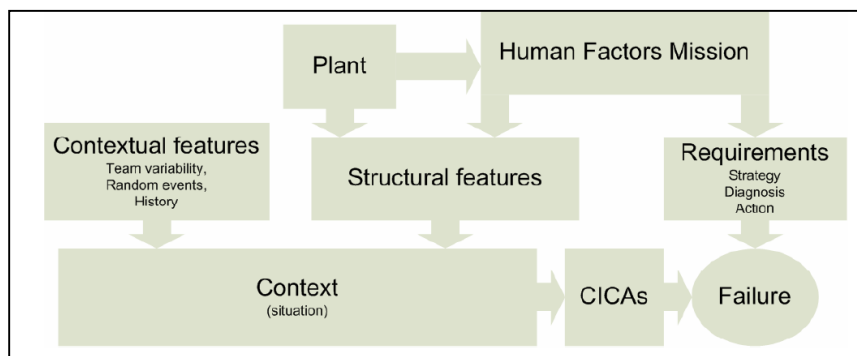 Plant
Human Factors Mission
Contextual features
Team variability,
Random events,
History
Structural features
Requirements
Strategy
Diagnosis
Action
Context
(situation)
CICAs
Failure